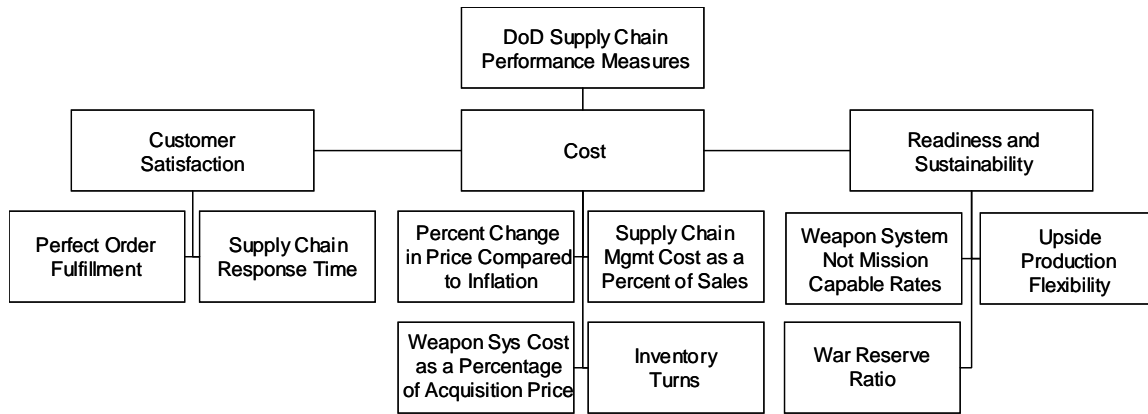 DoD Supply Chain
Performance Measures
Customer
Satisfaction
Cost
Readiness and
Sustainability
Perfect Order
Fulfillment
Supply Chain
Response Time
Percent Change
in Price Compared
to Inflation
Supply Chain
Mgmt Cost as a
Percent of Sales
Weapon System
Not Mission
Capable Rates
Upside
Production
Flexibility
Weapon Sys Cost
as a Percentage
of Acquisition Price
Inventory
Turns
War Reserve
Ratio